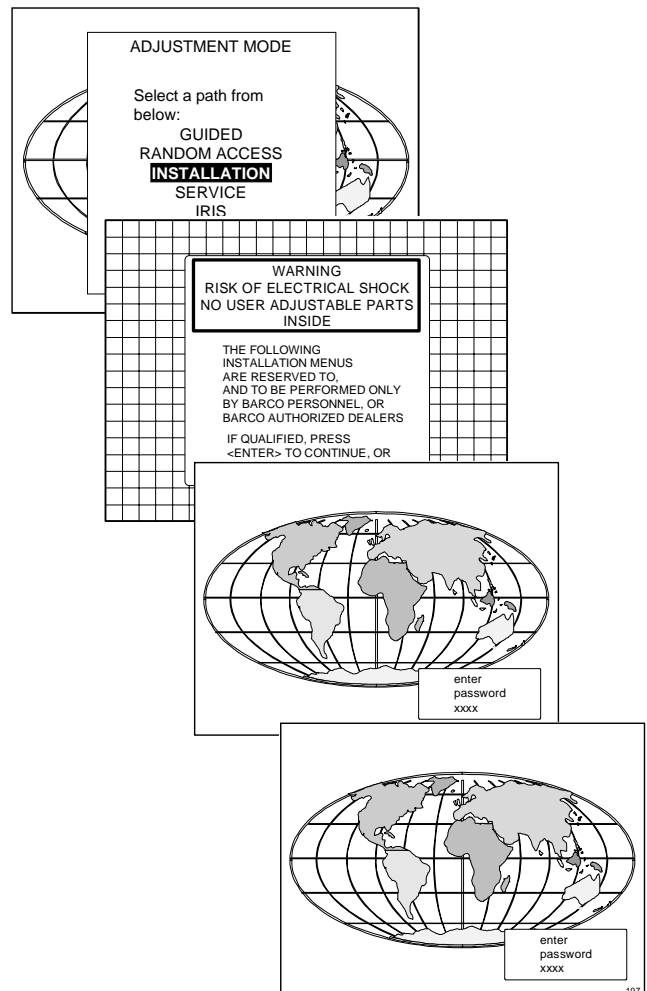 ADJUSTMENT MODE
Select a path from
below:
GUIDED
RANDOM ACCESS
INSTALLATION
SERVICE
IRIS
WARNING
RISK OF ELECTRICAL SHOCK
NO USER ADJUSTABLE PARTS
INSIDE
THE FOLLOWING
INSTALLATION MENUS
ARE RESERVED TO,
AND TO BE PERFORMED ONLY
BY BARCO PERSONNEL, OR
BARCO AUTHORIZED DEALERS
IF QUALIFIED, PRESS
<ENTER> TO CONTINUE, OR
enter
password
xxxx
enter
password
xxxx
197